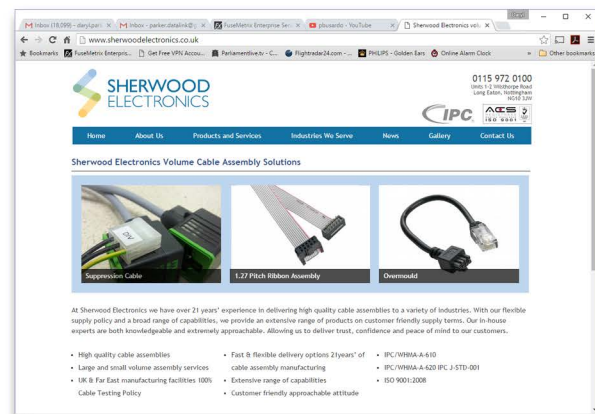 Inbox (18,099) - daryl.park
Inbox - parker.datalink@g
FuseMetrix Enterprise Ser
pbusardo - YouTube
Sherwood Electronics volu
www.sherwoodelectronics.co.uk
Bookmarks
FuseMetrix Enterpris...
Get Free VPN Accou...
Parliamentlive.tv - C...
Flightradar24.com - ...
PHILIPS - Golden Ears
Online Alarm Clock
»
Other bookmarks
SHERWOOD
ELECTRONICS
0115 972 0100
Units 1-2 Wilsthorpe Road
Long Eaton, Nottingham
NG10 3JW
IPC
ISO 9001
Home
About Us
Products and Services
Industries We Serve
News
Gallery
Contact Us
Sherwood Electronics Volume Cable Assembly Solutions
DIV
Suppression Cable
1.27 Pitch Ribbon Assembly
Overmould
At Sherwood Electronics we have over 21 years' experience in delivering high quality cable assemblies to a variety of industries. With our flexible
supply policy and a broad range of capabilities, we provide an extensive range of products on customer friendly supply terms. Our in-house
experts are both knowledgeable and extremely approachable. Allowing us to deliver trust, confidence and peace of mind to our customers.
• High quality cable assemblies
• Large and small volume assembly services
• UK & Far East manufacturing facilities 100%
Cable Testing Policy
• Fast & flexible delivery options 21years' of
cable assembly manufacturing
• Extensive range of capabilities
• Customer friendly approachable attitude
• IPC/WHMA-A-610
• IPC/WHMA-A-620 IPC J-STD-001
• ISO 9001:2008